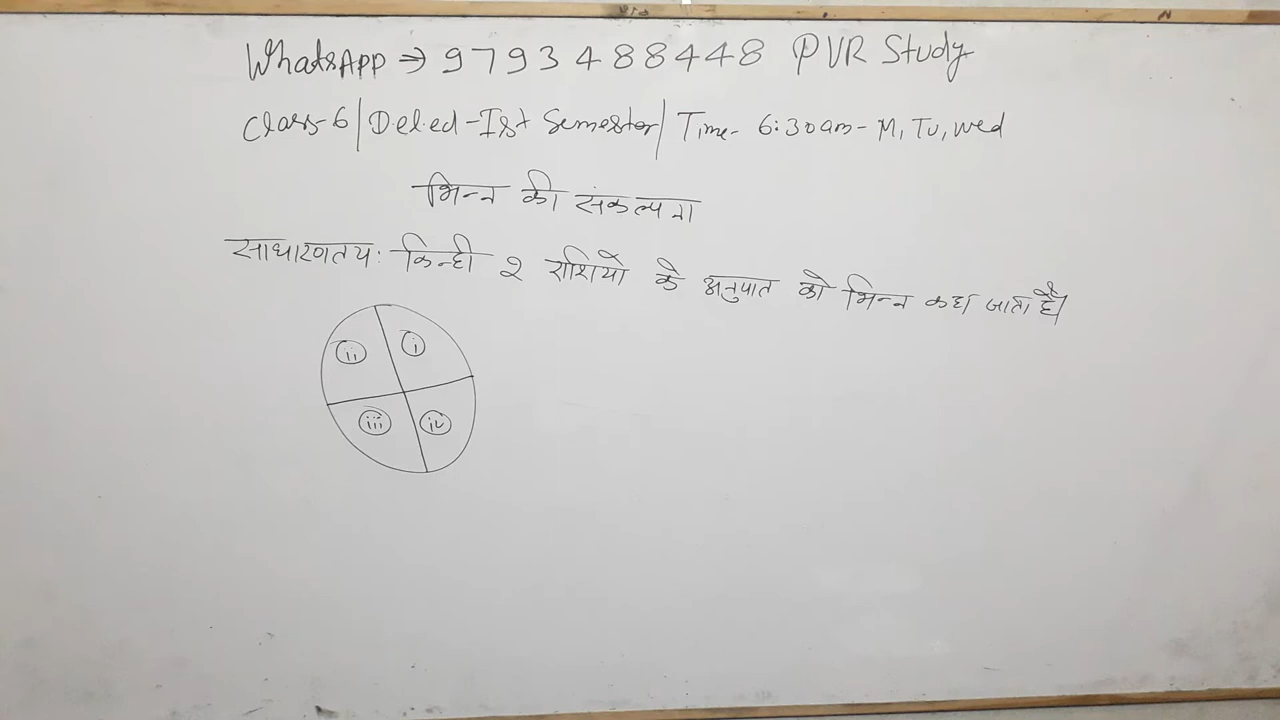 WhatsApp ⇒ 9793488448 PVR Study
Class-6 | D.el.ed-Ist Semester | Time- 6:30am - M, Tu, Wed
भिन्न की संकल्पना
साधारणतयः किन्ही २ राशियो के अनुपात को भिन्न कहा जाता है।
ii i
iii iv